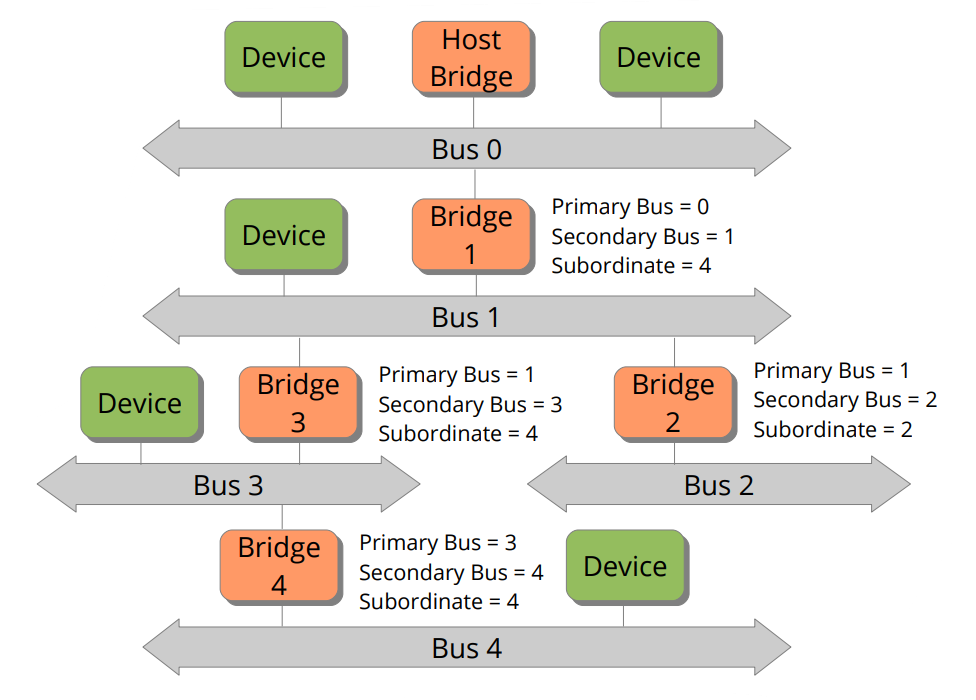 Device
Host
Bridge
Device
Bus 0
Device
Bridge
1
Primary Bus = 0
Secondary Bus = 1
Subordinate = 4
Bus 1
Device
Bridge
3
Primary Bus = 1
Secondary Bus = 3
Subordinate = 4
Bridge
2
Primary Bus = 1
Secondary Bus = 2
Subordinate = 2
Bus 3
Bus 2
Bridge
4
Primary Bus = 3
Secondary Bus = 4
Subordinate = 4
Device
Bus 4